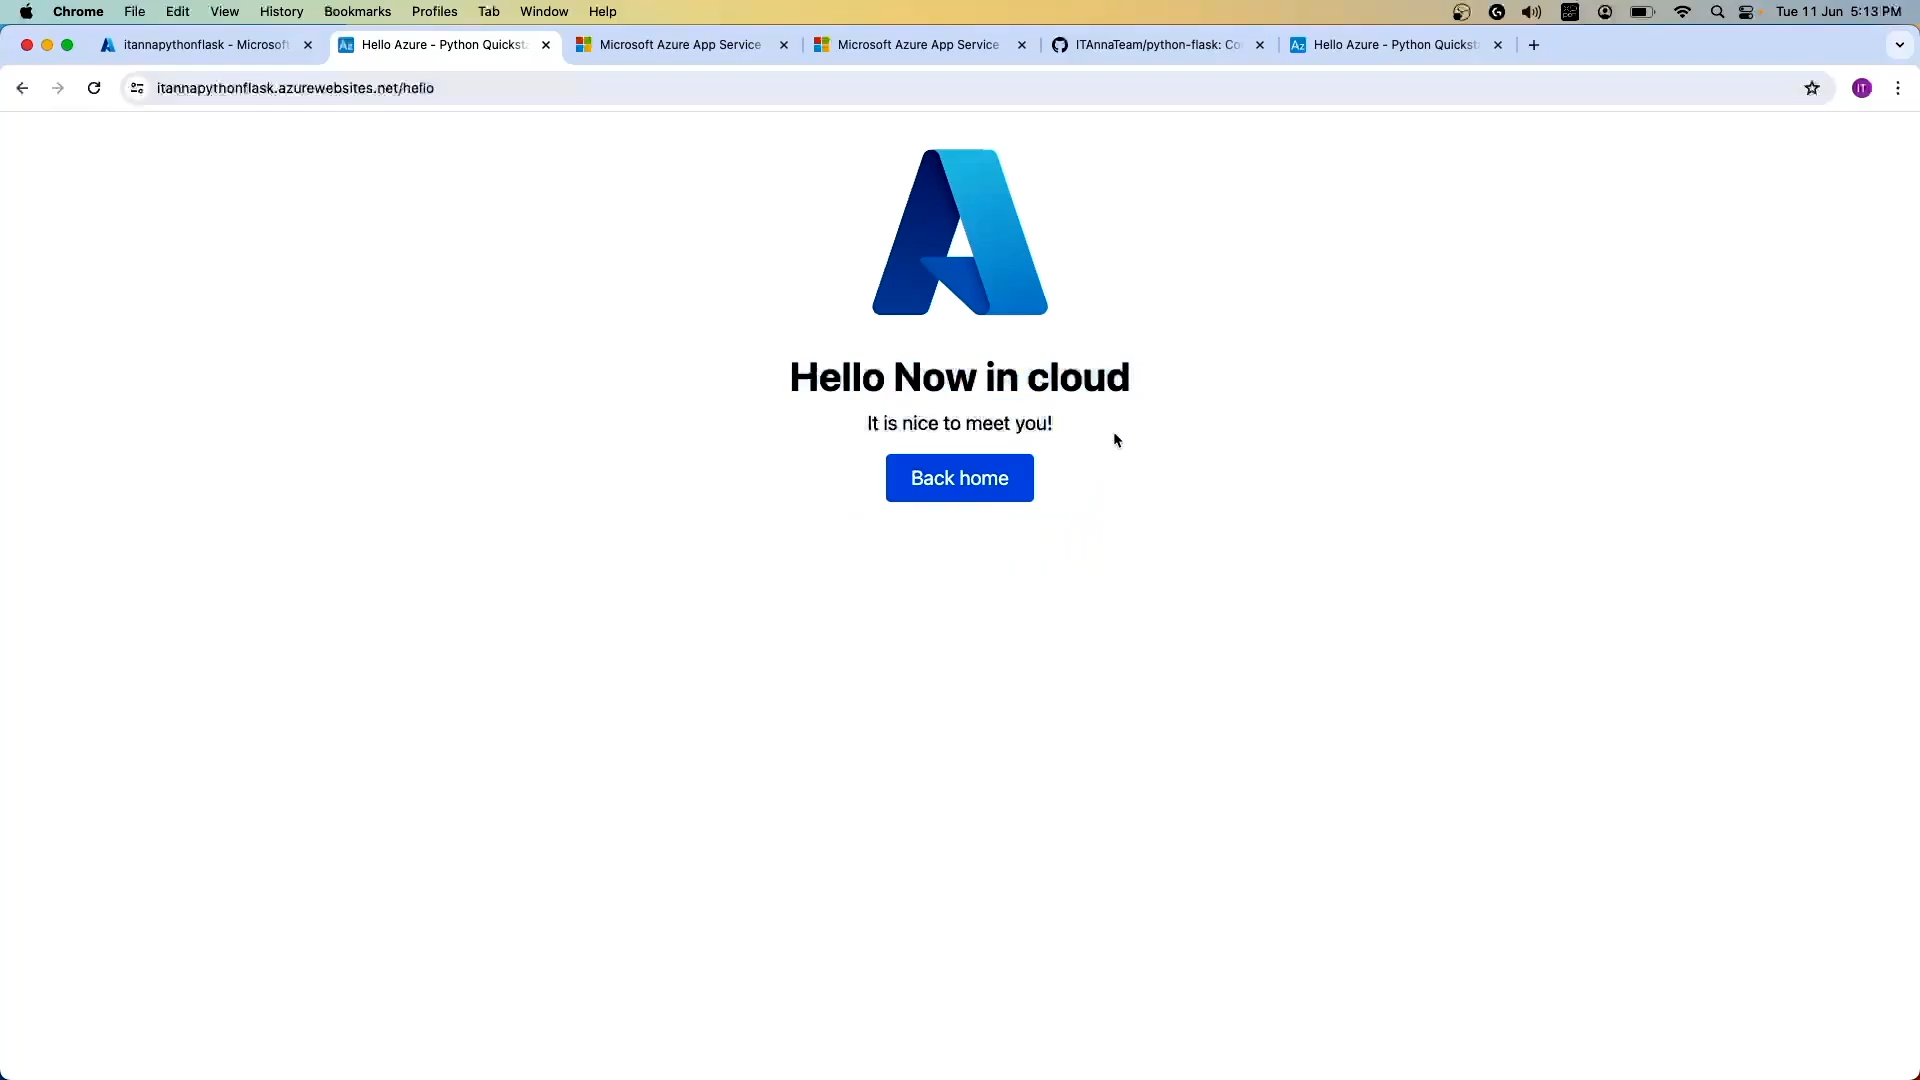 Chrome File Edit View History Bookmarks Profiles Tab Window Help Tue 11 Jun 5:13 PM
itannapythonflask - Microsoft Hello Azure - Python Quickst Microsoft Azure App Service Microsoft Azure App Service ITAnnaTeam/python-flask: Co Hello Azure - Python Quickst
itannapythonflask.azurewebsites.net/hello IT
Hello Now in cloud
It is nice to meet you!
Back home